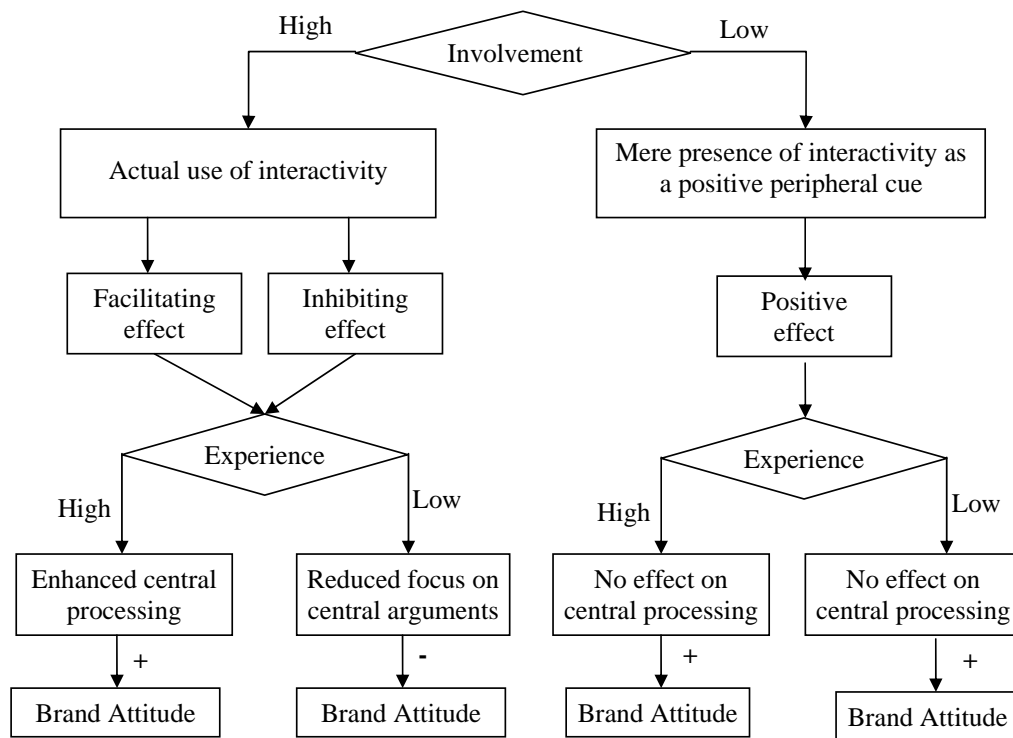 High
Involvement
Low
Actual use of interactivity
Mere presence of interactivity as
a positive peripheral cue
Facilitating
effect
Inhibiting
effect
Positive
effect
Experience
Experience
High
Low
High
Low
Enhanced central
processing
Reduced focus on
central arguments
No effect on
central processing
No effect on
central processing
+
-
+
+
Brand Attitude
Brand Attitude
Brand Attitude
Brand Attitude